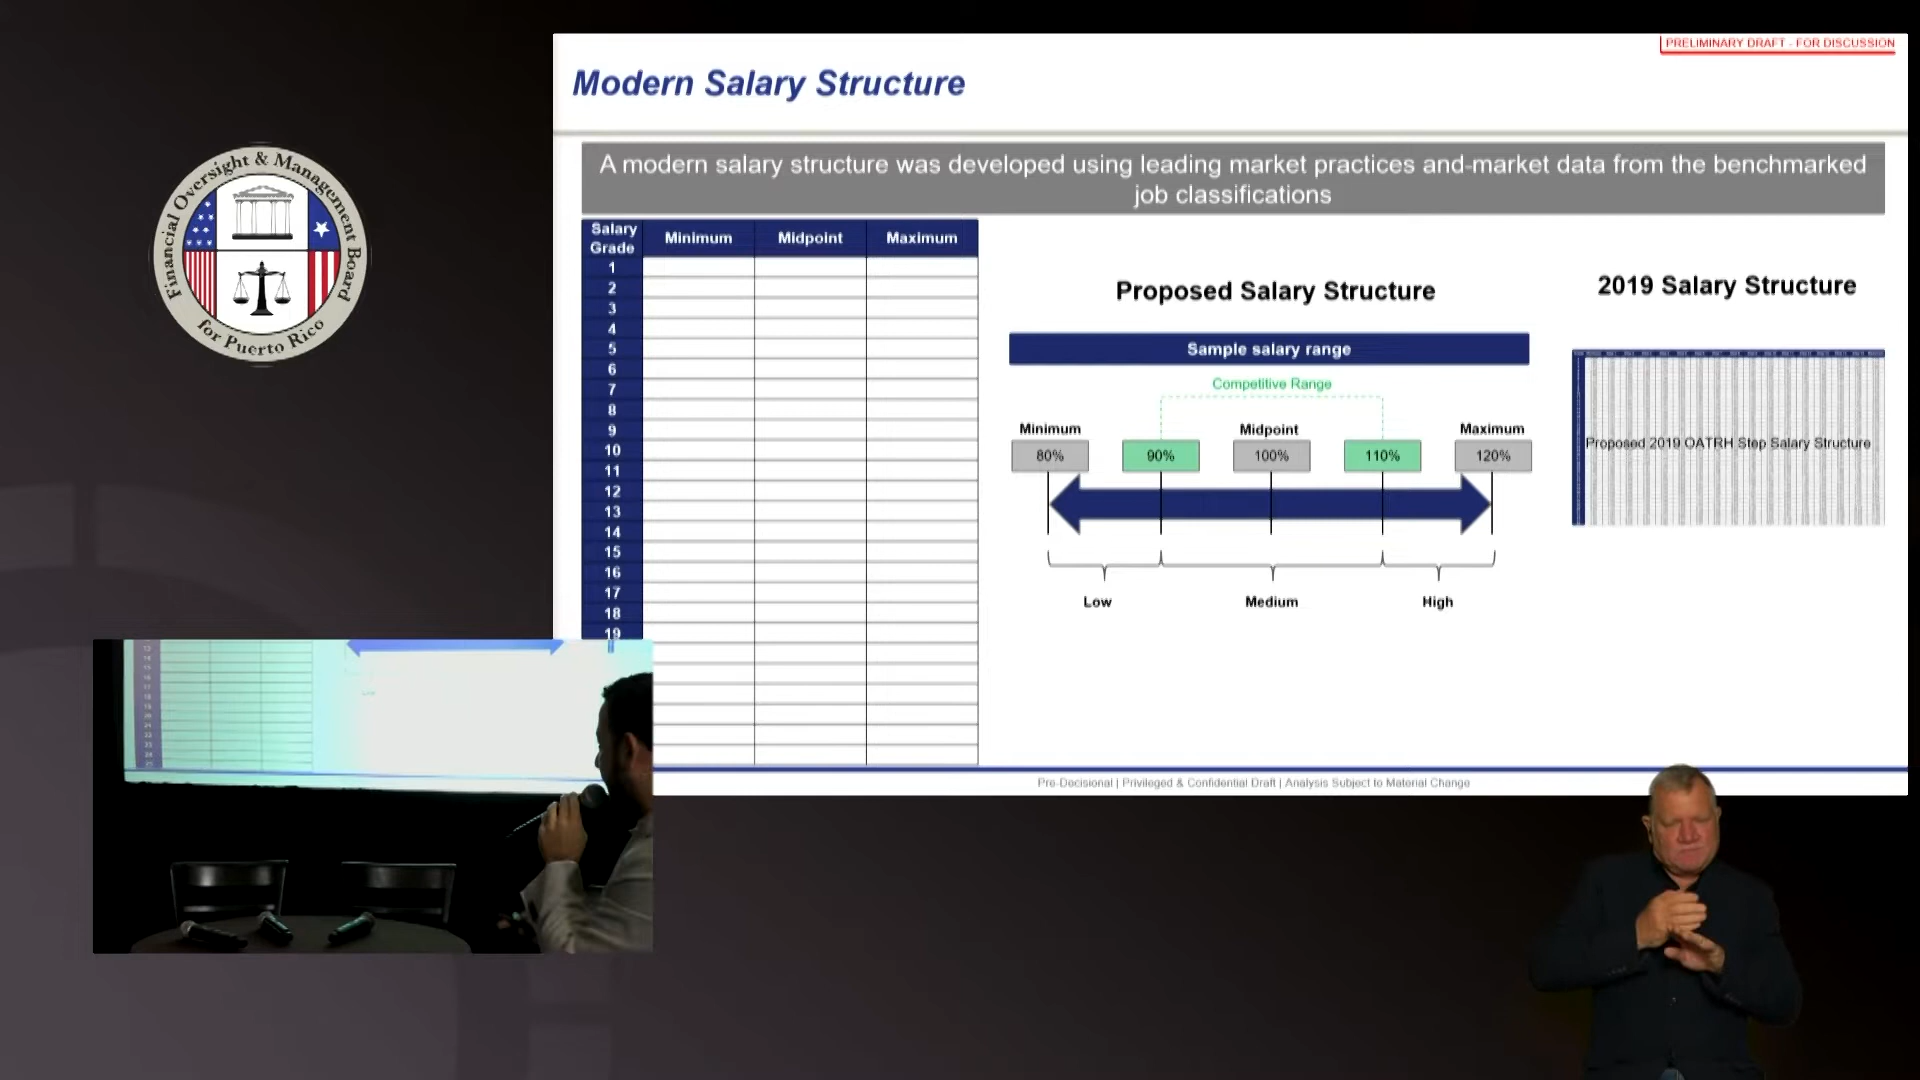 PRELIMINARY DRAFT - FOR DISCUSSION
Modern Salary Structure
A modern salary structure was developed using leading market practices and-market data from the benchmarked
job classifications
Financial Oversight & Management Board
for Puerto Rico
Salary
Grade
Minimum
Midpoint
Maximum
1
2
3
4
5
6
7
8
9
10
11
12
13
14
15
16
17
18
19
Proposed Salary Structure
Sample salary range
Competitive Range
Minimum
Midpoint
Maximum
80%
90%
100%
110%
120%
Low
Medium
High
2019 Salary Structure
Proposed 2019 OATRH Step Salary Structure
Pre-Decisional | Privileged & Confidential Draft | Analysis Subject to Material Change